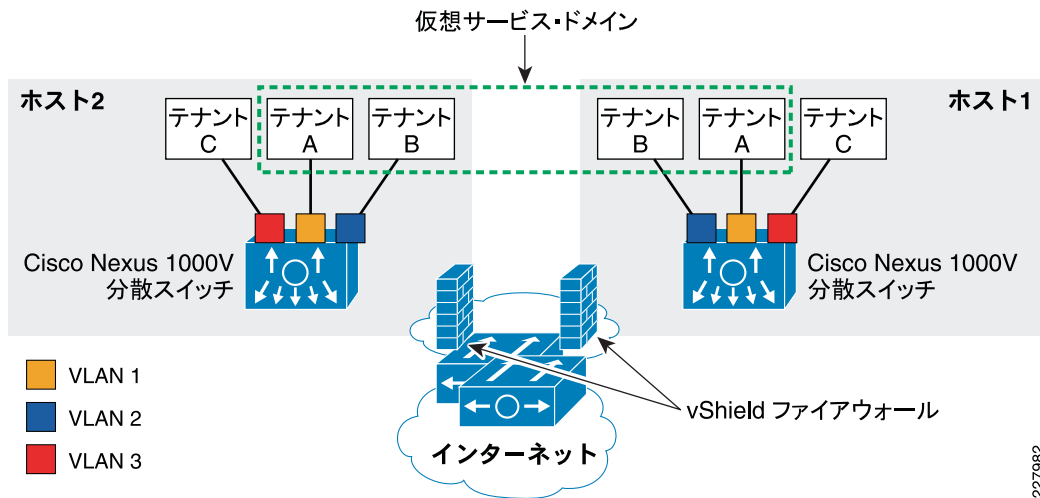 仮想サービス・ドメイン
ホスト2
ホスト1
テナント
C
テナント
A
テナント
B
テナント
B
テナント
A
テナント
C
Cisco Nexus 1000V
分散スイッチ
Cisco Nexus 1000V
分散スイッチ
VLAN 1
VLAN 2
VLAN 3
vShield ファイアウォール
インターネット
227982